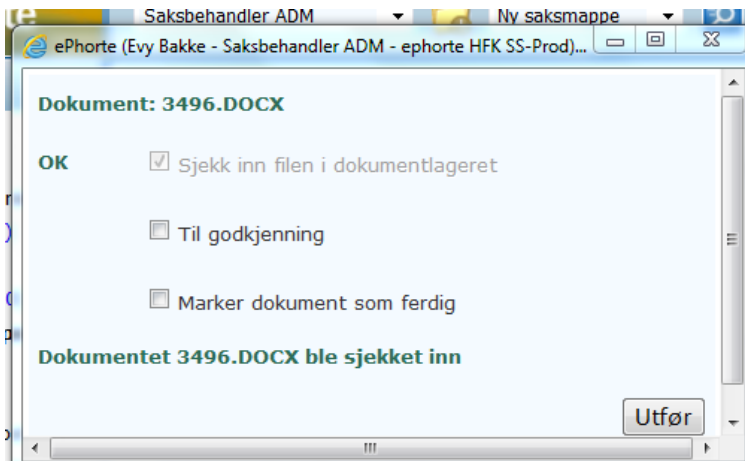 Saksbehandler ADM Ny saksmappe
ePhorte (Evy Bakke - Saksbehandler ADM - ephorte HFK SS-Prod)...
Dokument: 3496.DOCX
OK Sjekk inn filen i dokumentlageret
Til godkjenning
Marker dokument som ferdig
Dokumentet 3496.DOCX ble sjekket inn
Utfør